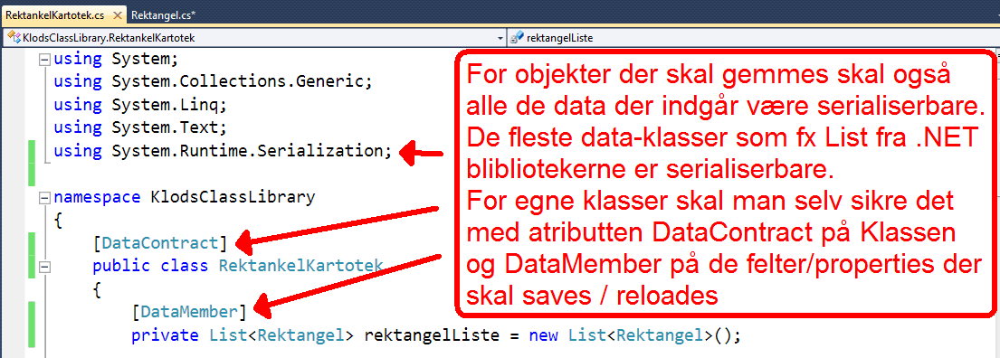 RektankelKartotek.cs
Rektangel.cs*
KlodsClassLibrary.RektankelKartotek
rektangelListe
using System;
using System.Collections.Generic;
using System.Linq;
using System.Text;
using System.Runtime.Serialization;
namespace KlodsClassLibrary
{
[DataContract]
public class RektankelKartotek
{
[DataMember]
private List<Rektangel> rektangelListe = new List<Rektangel>();
For objekter der skal gemmes skal også
alle de data der indgår være serialiserbare.
De fleste data-klasser som fx List fra .NET
blibliotekerne er serialiserbare.
For egne klasser skal man selv sikre det
med atributten DataContract på Klassen
og DataMember på de felter/properties der
skal saves / reloades